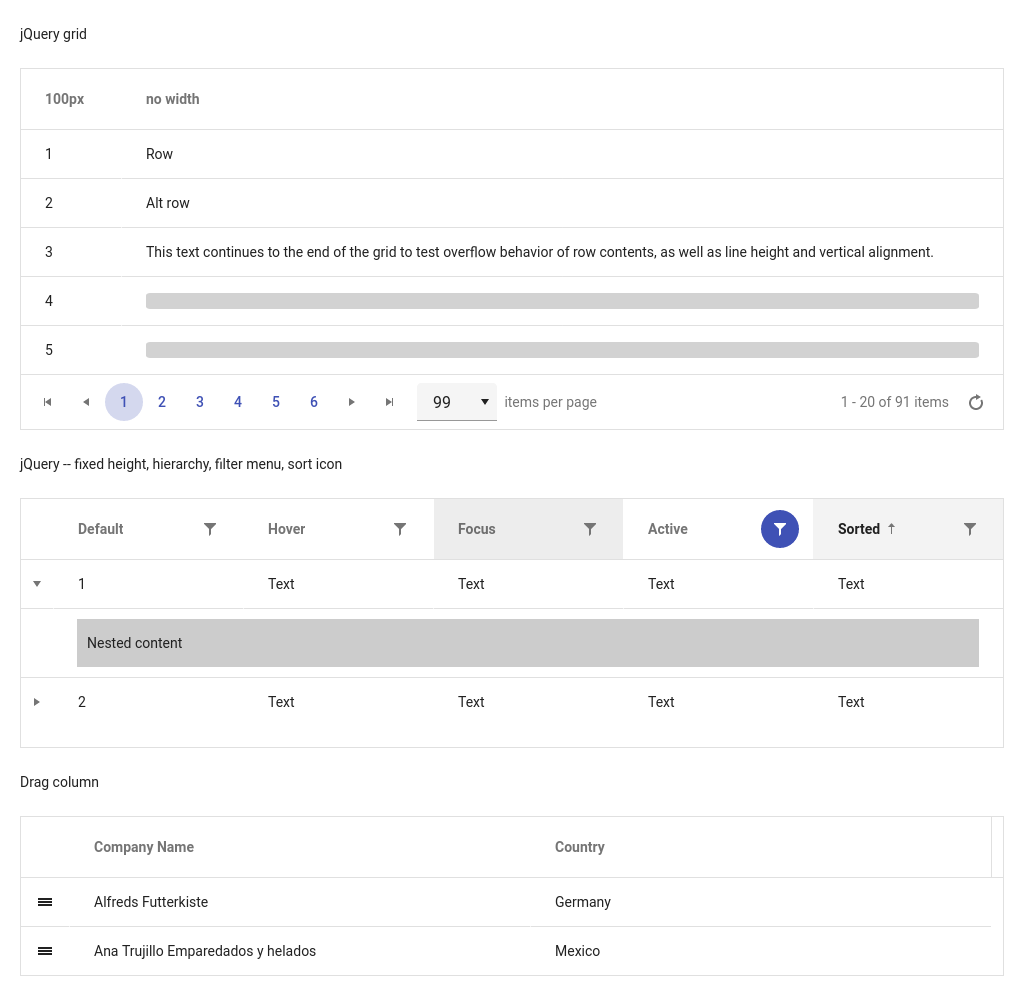 jQuery grid
100px no width
1 Row
2 Alt row
3 This text continues to the end of the grid to test overflow behavior of row contents, as well as line height and vertical alignment.
4
5
1 2 3 4 5 6 99 items per page 1 - 20 of 91 items
jQuery -- fixed height, hierarchy, filter menu, sort icon
Default Hover Focus Active Sorted ↑
1 Text Text Text Text
Nested content
2 Text Text Text Text
Drag column
Company Name Country
Alfreds Futterkiste Germany
Ana Trujillo Emparedados y helados Mexico